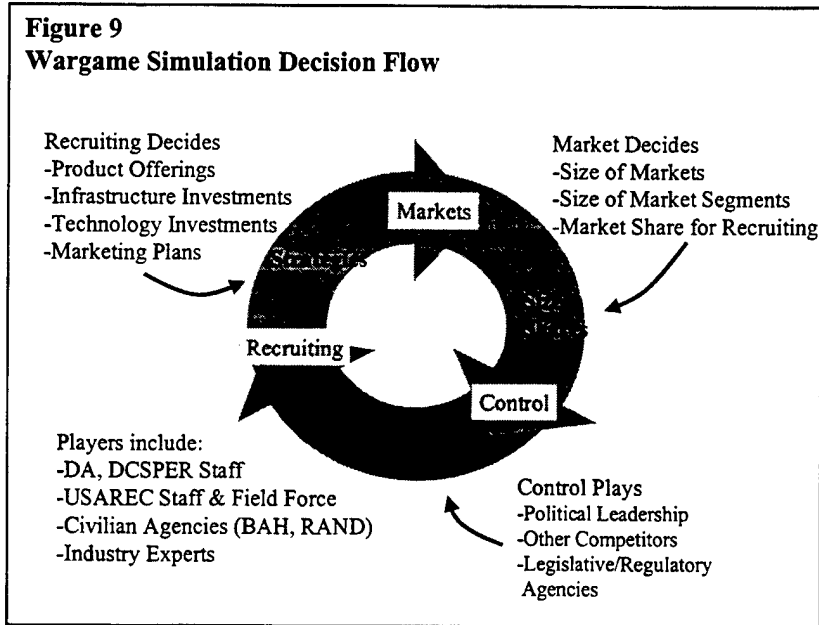 Figure 9
Wargame Simulation Decision Flow
Recruiting Decides
-Product Offerings
-Infrastructure Investments
-Technology Investments
-Marketing Plans
Market Decides
-Size of Markets
-Size of Market Segments
-Market Share for Recruiting
Markets
Strategies
Recruiting
Control
Players include:
-DA, DCSPER Staff
-USAREC Staff & Field Force
-Civilian Agencies (BAH, RAND)
-Industry Experts
Control Plays
-Political Leadership
-Other Competitors
-Legislative/Regulatory
Agencies